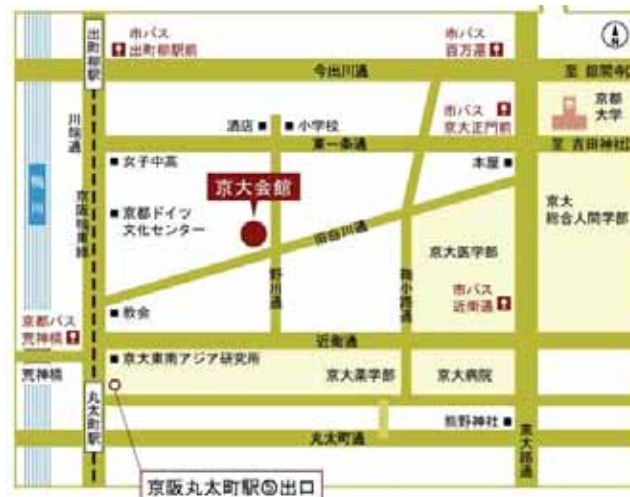 市バス
出町柳駅前
市バス
百万遍
N
出町柳駅
今出川通
至 銀閣寺
川端通
酒店
小学校
市バス
京大正門前
京都
大学
東一条通
至 吉田神社
女子中高
本屋
鴨川
京大会館
京阪鴨東線
京都ドイツ
文化センター
旧白川通
京大
総合人間学部
京大医学部
野川通
鞠小路通
市バス
近衛通
教会
京都バス
荒神橋
近衛通
荒神橋
京大東南アジア研究所
京大薬学部
京大病院
丸太町駅
熊野神社
丸太町通
東大路通
京阪丸太町駅⑤出口